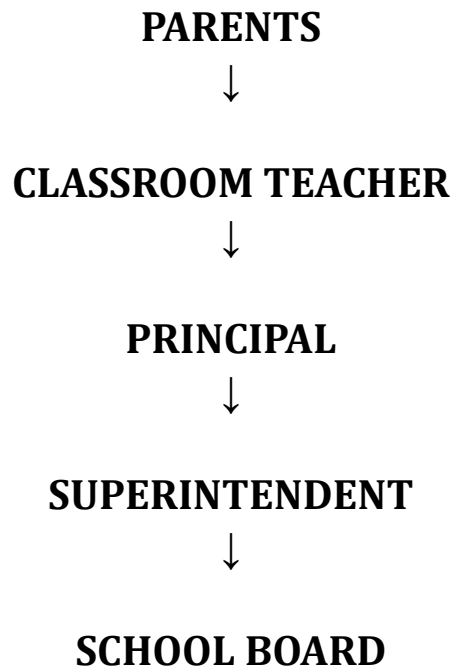 PARENTS
↓
CLASSROOM TEACHER
↓
PRINCIPAL
↓
SUPERINTENDENT
↓
SCHOOL BOARD